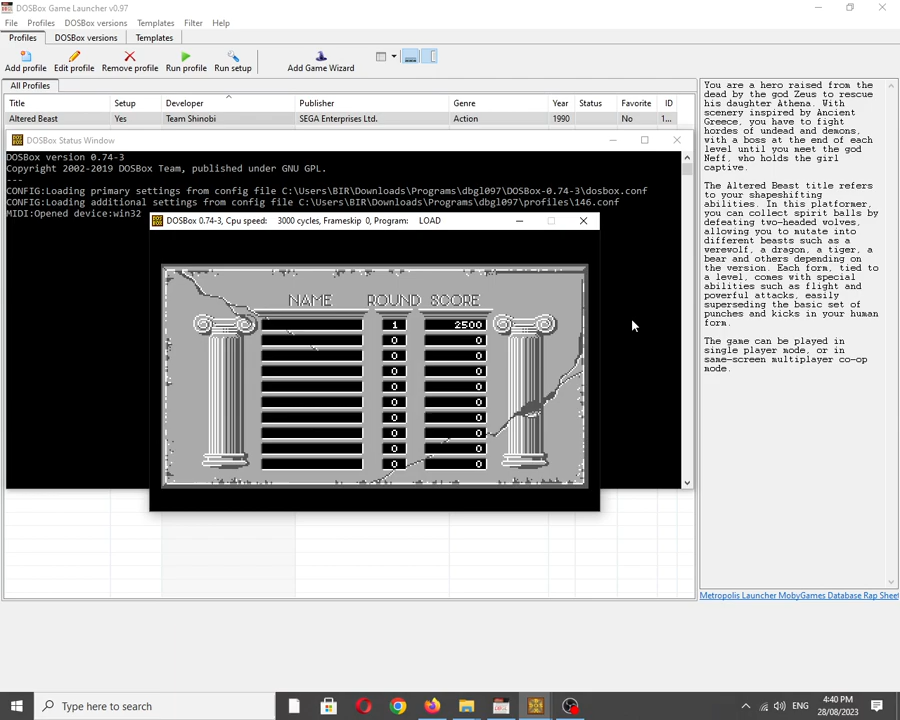 DOSBox Game Launcher v0.97
File Profiles DOSBox versions Templates Filter Help
Profiles DOSBox versions Templates
Add profile Edit profile Remove profile Run profile Run setup Add Game Wizard
All Profiles
Title Setup Developer Publisher Genre Year Status Favorite ID
Altered Beast Yes Team Shinobi SEGA Enterprises Ltd. Action 1990 No 1...
DOSBox Status Window
DOSBox version 0.74-3
Copyright 2002-2019 DOSBox Team, published under GNU GPL.
---
CONFIG:Loading primary settings from config file C:\Users\BIR\Downloads\Programs\dbgl097\DOSBox-0.74-3\dosbox.conf
CONFIG:Loading additional settings from config file C:\Users\BIR\Downloads\Programs\dbgl097\profiles\146.conf
MIDI:Opened device:win32
DOSBox 0.74-3, Cpu speed: 3000 cycles, Frameskip 0, Program: LOAD
NAME ROUND SCORE
1 2500
0 0
0 0
0 0
0 0
0 0
0 0
0 0
0 0
0 0
You are a hero raised from the
dead by the god Zeus to rescue
his daughter Athena. With
scenery inspired by Ancient
Greece, you have to fight
hordes of undead and demons,
with a boss at the end of each
level until you meet the god
Neff, who holds the girl
captive.
The Altered Beast title refers
to your shapeshifting
abilities. In this platformer,
you can collect spirit balls by
defeating two-headed wolves,
allowing you to mutate into
different beasts such as a
werewolf, a dragon, a tiger, a
bear and others depending on
the version. Each form, tied to
a level, comes with special
abilities such as flight and
powerful attacks, easily
superseding the basic set of
punches and kicks in your human
form.
The game can be played in
single player mode, or in
same-screen multiplayer co-op
mode.
Metropolis Launcher MobyGames Database Rap Shee
Type here to search
ENG
4:40 PM
28/08/2023